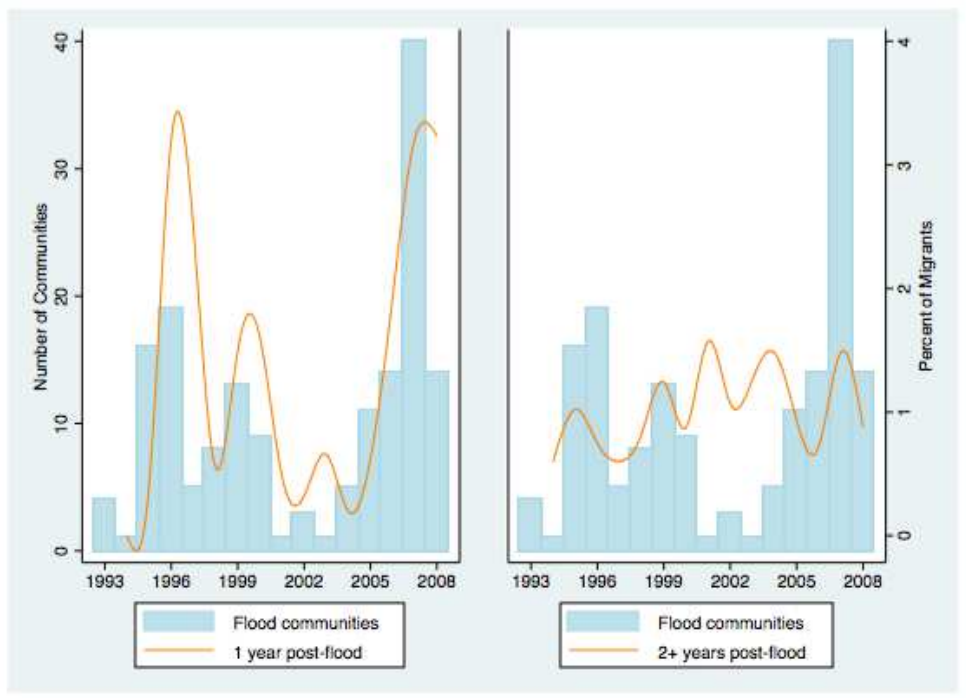 Number of Communities
40
30
20
10
0
1993 1996 1999 2002 2005 2008
Flood communities
1 year post-flood
Percent of Migrants
4
3
2
1
0
1993 1996 1999 2002 2005 2008
Flood communities
2+ years post-flood